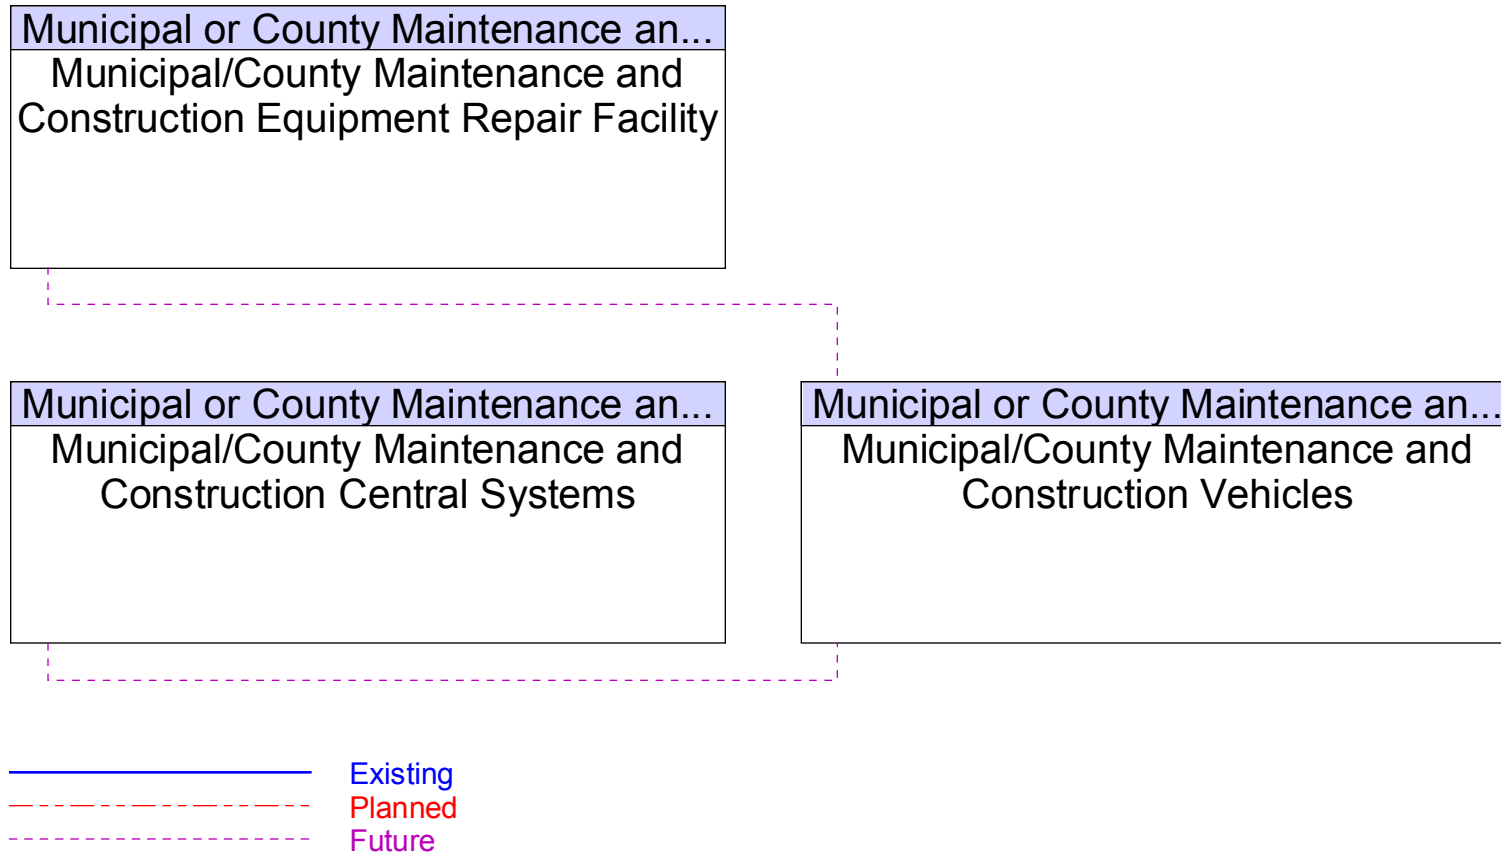 Municipal or County Maintenance an...
Municipal/County Maintenance and
Construction Equipment Repair Facility
Municipal or County Maintenance an...
Municipal/County Maintenance and
Construction Central Systems
Municipal or County Maintenance an...
Municipal/County Maintenance and
Construction Vehicles
Existing
Planned
Future